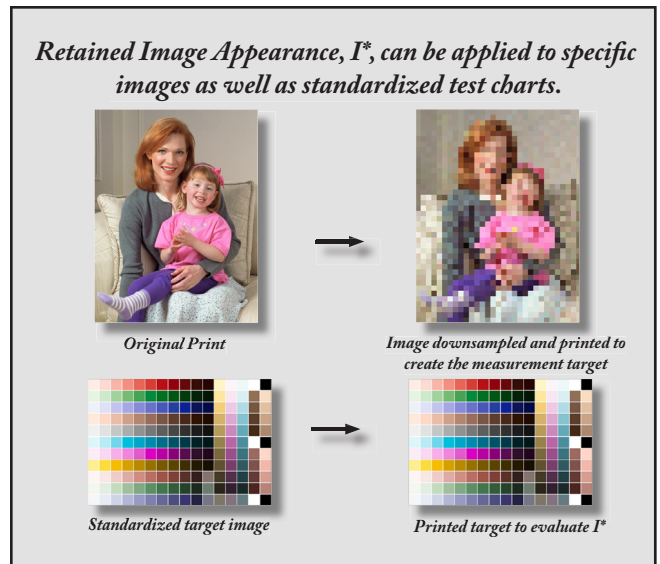 Retained Image Appearance, I*, can be applied to specific
images as well as standardized test charts.
Original Print
Image downsampled and printed to
create the measurement target
Standardized target image
Printed target to evaluate I*